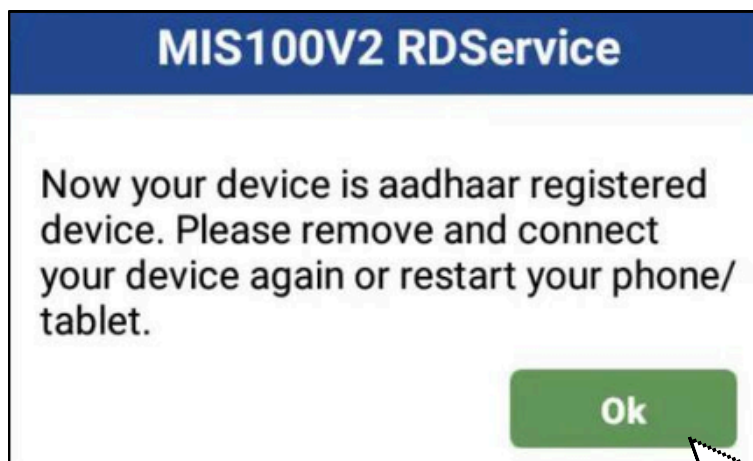 MIS100V2 RDService
Now your device is aadhaar registered
device. Please remove and connect
your device again or restart your phone/
tablet.
Ok